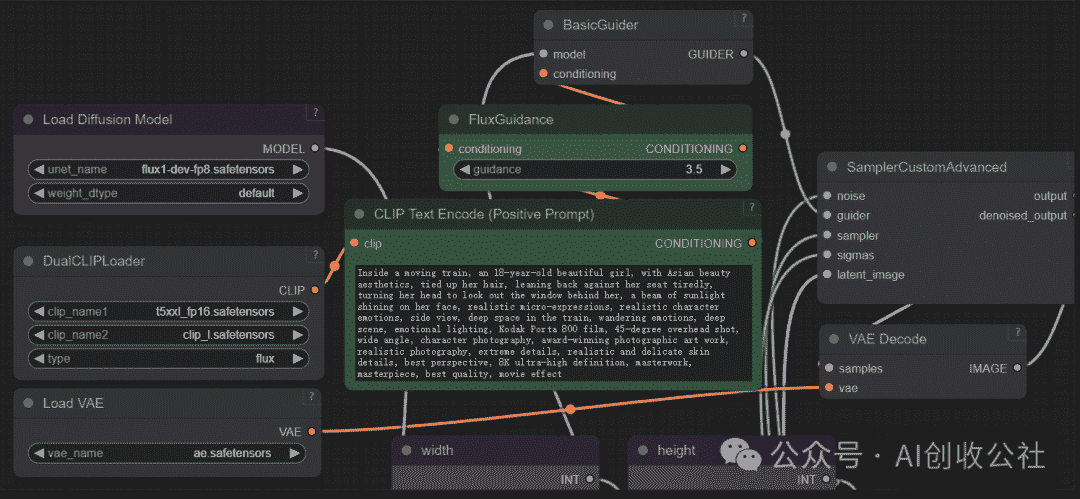 BasicGuider
?
model
GUIDER
conditioning
Load Diffusion Model
?
MODEL
unet_name
flux1-dev-fp8.safetensors
weight_dtype
default
FluxGuidance
conditioning
CONDITIONING
guidance
3.5
CLIP Text Encode (Positive Prompt)
?
clip
CONDITIONING
Inside a moving train, an 18-year-old beautiful girl, with Asian beauty
aesthetics, tied up her hair, leaning back against her seat tiredly,
turning her head to look out the window behind her, a beam of sunlight
shining on her face, realistic micro-expressions, realistic character
emotions, side view, deep space in the train, wandering emotions, deep
scene, emotional lighting, Kodak Porta 800 film, 45-degree overhead shot,
wide angle, character photography, award-winning photographic art work,
realistic photography, extreme details, realistic and delicate skin
details, best perspective, 8K ultra-high definition, masterwork,
masterpiece, best quality, movie effect
SamplerCustomAdvanced
noise
output
guider
denoised_output
sampler
sigmas
latent_image
DualCLIPLoader
?
CLIP
clip_name1
t5xxl_fp16.safetensors
clip_name2
clip_l.safetensors
type
flux
VAE Decode
?
samples
IMAGE
vae
Load VAE
?
VAE
vae_name
ae.safetensors
width
INT
height
INT
公众号 · AI创收公社